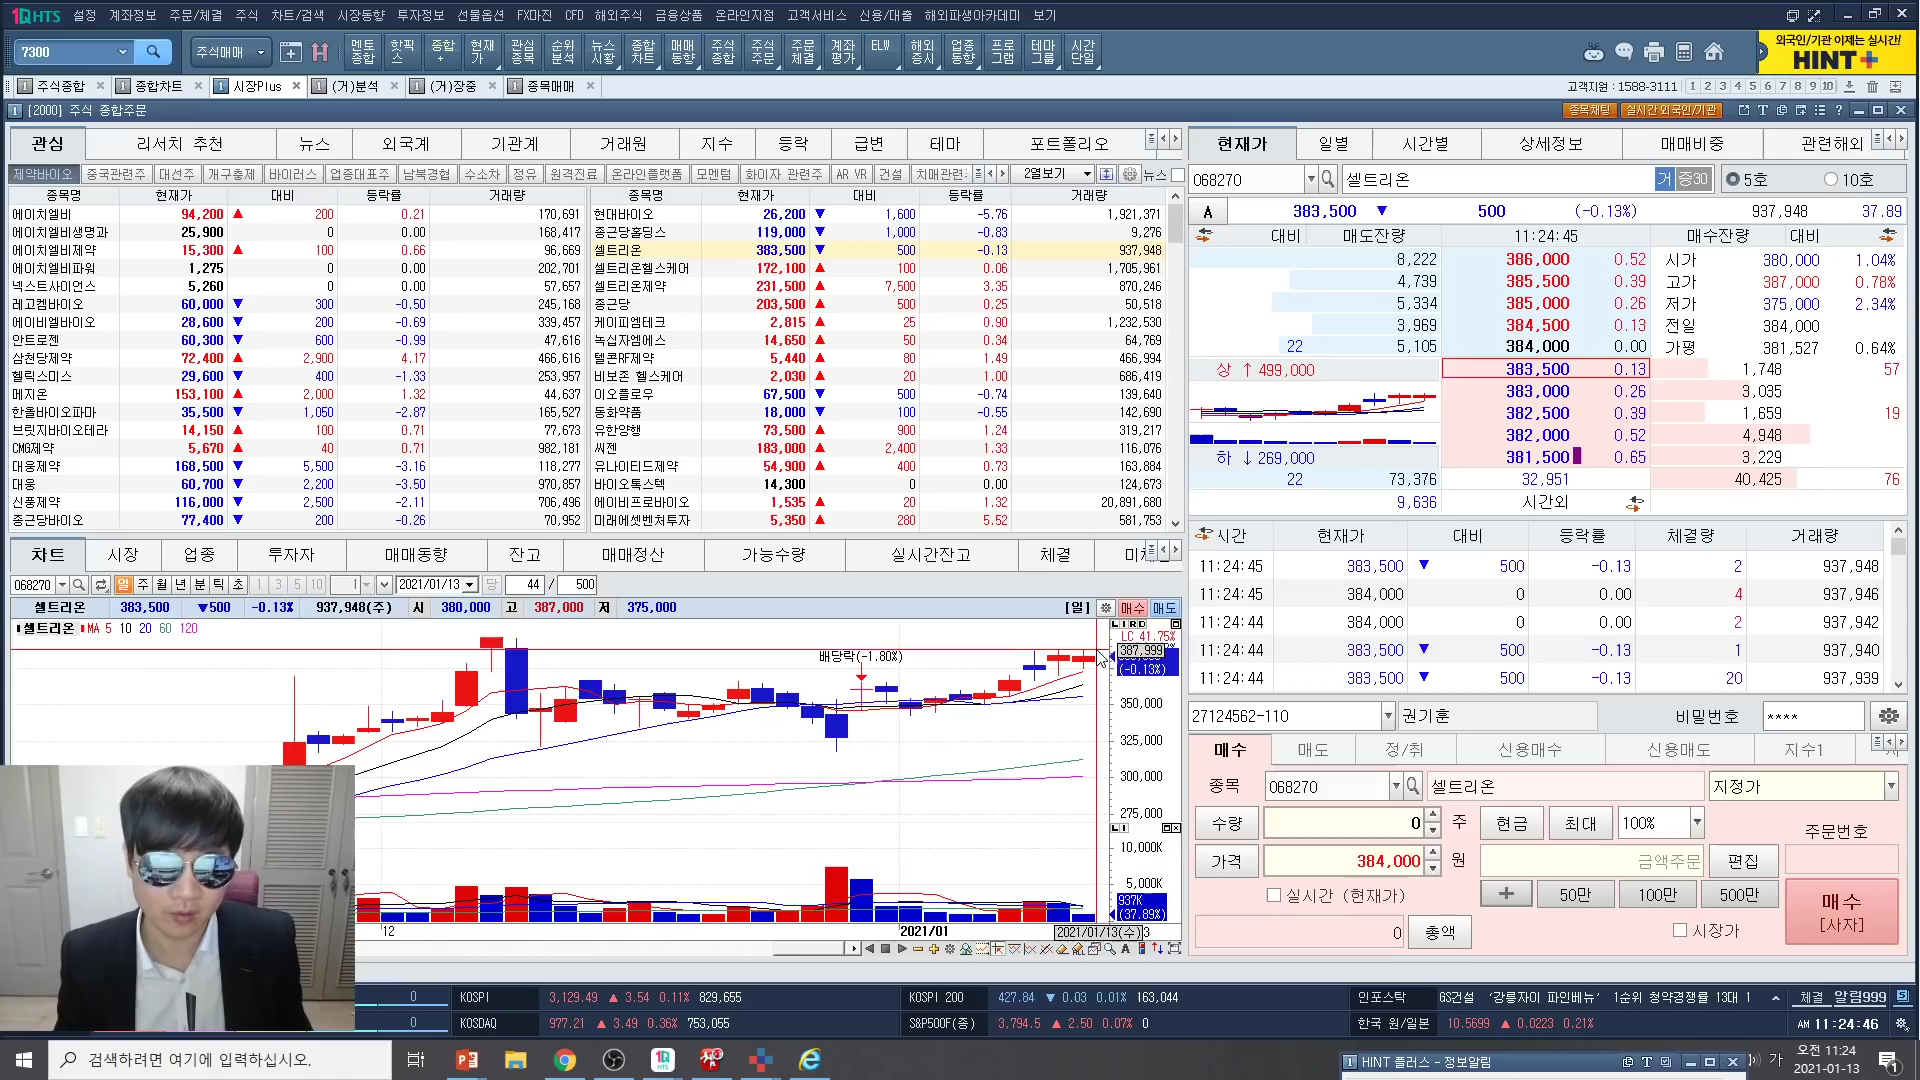 1QHTS 설정 계좌정보 주문/체결 주식 차트/검색 시장동향 투자정보 선물옵션 FX마진 CFD 해외주식 금융상품 온라인지점 고객서비스 신용/대출 해외파생아카데미 보기
7300 주식매매 멘토종합 핫픽스 종합+ 현재가 관심종목 순위분석 뉴스시황 종합차트 매매동향 주식종합 주식주문 주문체결 계좌평가 ELW 해외증시 업종동향 프로그램 테마그룹 시간단일
외국인/기관 이제는 실시간!
HINT+
1 주식종합 1 종합차트 1 시장Plus 1 (거)분석 1 (거)장중 1 종목매매 고객지원 : 1588-3111 1 2 3 4 5 6 7 8 9 10
1 [2000] 주식 종합주문 종목채팅 실시간 외국인/기관
관심 리서치 추천 뉴스 외국계 기관계 거래원 지수 등락 급변 테마 포트폴리오
제약바이오 중국관련주 대선주 개구충제 바이러스 업종대표주 남북경협 수소차 정유 원격진료 온라인플랫폼 모멘텀 화이자 관련주 AR VR 건설 치매관련 2열보기 뉴스
종목명 현재가 대비 등락률 거래량 종목명 현재가 대비 등락률 거래량
에이치엘비 94,200 ▲ 200 0.21 170,691 현대바이오 26,200 ▼ 1,600 -5.76 1,921,371
에이치엘비생명과 25,900 0 0.00 168,417 종근당홀딩스 119,000 ▼ 1,000 -0.83 9,276
에이치엘비제약 15,300 ▲ 100 0.66 96,669 셀트리온 383,500 ▼ 500 -0.13 937,948
에이치엘비파워 1,275 0 0.00 202,701 셀트리온헬스케어 172,100 ▲ 100 0.06 1,705,961
넥스트사이언스 5,260 0 0.00 57,657 셀트리온제약 231,500 ▲ 7,500 3.35 870,246
레고켐바이오 60,000 ▼ 300 -0.50 245,168 종근당 203,500 ▲ 500 0.25 50,518
에이비엘바이오 28,600 ▼ 200 -0.69 339,457 케이피엠테크 2,815 ▲ 25 0.90 1,232,530
안트로젠 60,300 ▼ 600 -0.99 47,616 녹십자엠에스 14,650 ▲ 50 0.34 64,769
삼천당제약 72,400 ▲ 2,900 4.17 466,616 텔콘RF제약 5,440 ▲ 80 1.49 466,994
헬릭스미스 29,600 ▼ 400 -1.33 253,957 비보존 헬스케어 2,030 ▲ 20 1.00 686,419
메지온 153,100 ▲ 2,000 1.32 44,637 이오플로우 67,500 ▼ 500 -0.74 139,640
한올바이오파마 35,500 ▼ 1,050 -2.87 165,527 동화약품 18,000 ▼ 100 -0.55 142,690
브릿지바이오테라 14,150 ▲ 100 0.71 77,673 유한양행 73,500 ▲ 900 1.24 319,217
CMG제약 5,670 ▲ 40 0.71 982,181 씨젠 183,000 ▲ 2,400 1.33 116,076
대웅제약 168,500 ▼ 5,500 -3.16 118,277 유나이티드제약 54,900 ▲ 400 0.73 163,884
대웅 60,700 ▼ 2,200 -3.50 970,857 바이오톡스텍 14,300 0 0.00 124,673
신풍제약 116,000 ▼ 2,500 -2.11 706,496 에이비프로바이오 1,535 ▲ 20 1.32 20,891,680
종근당바이오 77,400 ▼ 200 -0.26 70,952 미래에셋벤처투자 5,350 ▲ 280 5.52 581,753
차트 시장 업종 투자자 매매동향 잔고 매매정산 가능수량 실시간잔고 체결
068270 일 주 월 년 분 틱 초 1 3 5 10 1 2021/01/13 당 44 / 500
셀트리온 383,500 ▼500 -0.13% 937,948(주) 시 380,000 고 387,000 저 375,000 [일] 매수 매도
셀트리온 MA 5 10 20 60 120
LC 41.75%
배당락(-1.80%) 387,999
(-0.13%)
350,000
325,000
300,000
275,000
10,000K
5,000K
937K
(37.89%)
12 2021/01 2021/01/13(수)
현재가 일별 시간별 상세정보 매매비중 관련해외
068270 셀트리온 거 증30 5호 10호
A 383,500 ▼ 500 (-0.13%) 937,948 37.89
대비 매도잔량 11:24:45 매수잔량 대비
8,222 386,000 0.52 시가 380,000 1.04%
4,739 385,500 0.39 고가 387,000 0.78%
5,334 385,000 0.26 저가 375,000 2.34%
3,969 384,500 0.13 전일 384,000
22 5,105 384,000 0.00 가평 381,527 0.64%
상 ↑ 499,000 383,500 0.13 1,748 57
383,000 0.26 3,035
382,500 0.39 1,659 19
382,000 0.52 4,948
하 ↓ 269,000 381,500 0.65 3,229
22 73,376 32,951 40,425 76
9,636 시간외
시간 현재가 대비 등락률 체결량 거래량
11:24:45 383,500 ▼ 500 -0.13 2 937,948
11:24:45 384,000 0 0.00 4 937,946
11:24:44 384,000 0 0.00 2 937,942
11:24:44 383,500 ▼ 500 -0.13 1 937,940
11:24:44 383,500 ▼ 500 -0.13 20 937,939
27124562-110 권기훈 비밀번호 ****
매수 매도 정/취 신용매수 신용매도 지수1
종목 068270 셀트리온 지정가
수량 0 주 현금 최대 100% 주문번호
가격 384,000 원 금액주문 편집
실시간 (현재가) + 50만 100만 500만 매수
[사자]
0 총액 시장가
0 KOSPI 3,129.49 ▲ 3.54 0.11% 829,655 KOSPI 200 427.84 ▼ 0.03 0.01% 163,044 인포스탁 GS건설 '강릉자이 파인베뉴' 1순위 청약경쟁률 13대 1 체결 알림999
0 KOSDAQ 977.21 ▲ 3.49 0.36% 753,055 S&P500F(종) 3,794.5 ▲ 2.50 0.07% 0 한국 원/일본 10.5699 ▲ 0.0223 0.21% AM 11:24:46
검색하려면 여기에 입력하십시오. 1 HINT 플러스 - 정보알림 가 오전 11:24
2021-01-13